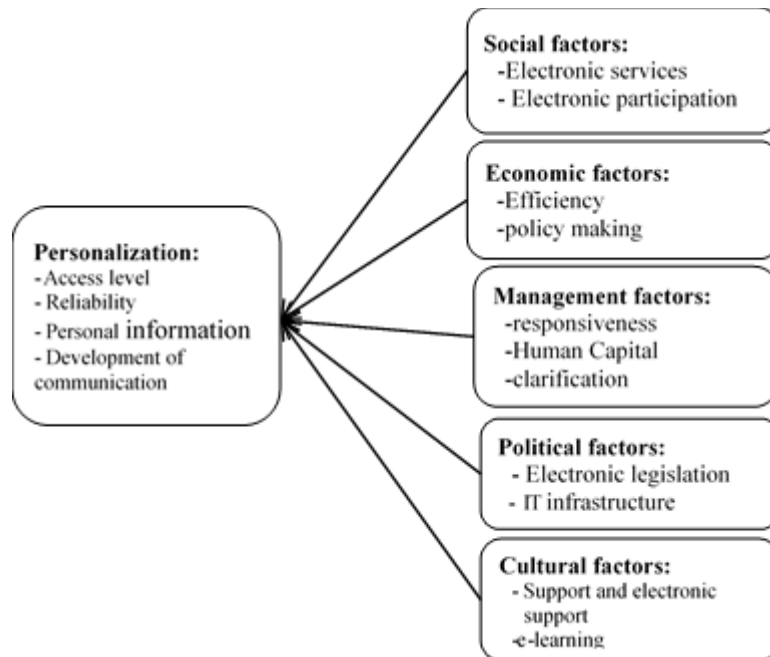 Social factors:
-Electronic services
- Electronic participation
Economic factors:
-Efficiency
-policy making
Personalization:
-Access level
-Reliability
-Personal information
- Development of
communication
Management factors:
-responsiveness
-Human Capital
-clarification
Political factors:
- Electronic legislation
- IT infrastructure
Cultural factors:
- Support and electronic
support
-e-learning